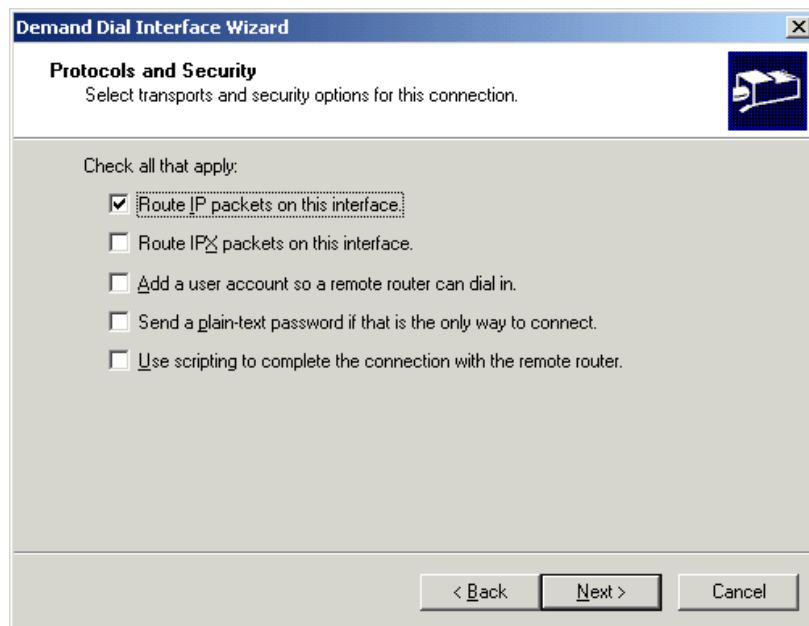 Demand Dial Interface Wizard
Protocols and Security
Select transports and security options for this connection.
Check all that apply:
Route IP packets on this interface.
Route IPX packets on this interface.
Add a user account so a remote router can dial in.
Send a plain-text password if that is the only way to connect.
Use scripting to complete the connection with the remote router.
< Back Next > Cancel